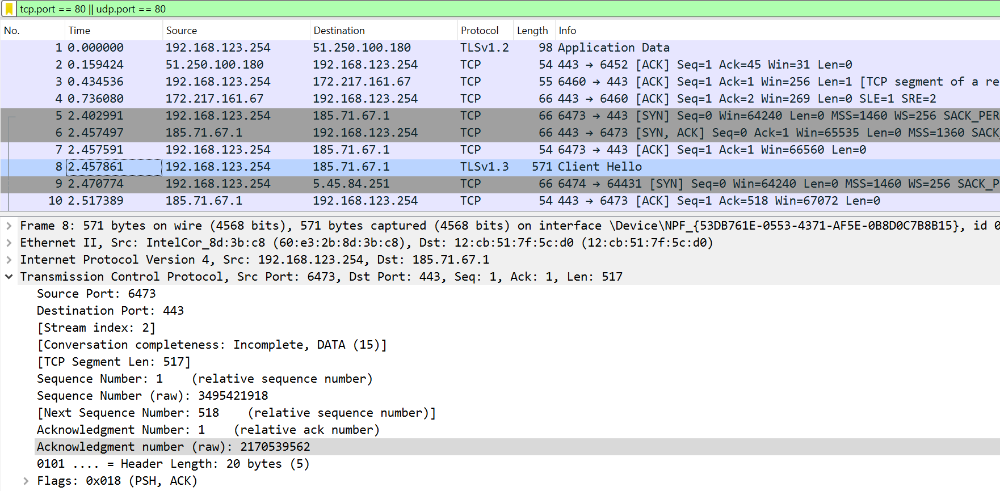 tcp.port == 80 || udp.port == 80
No. Time Source Destination Protocol Length Info
1 0.000000 192.168.123.254 51.250.100.180 TLSv1.2 98 Application Data
2 0.159424 51.250.100.180 192.168.123.254 TCP 54 443 → 6452 [ACK] Seq=1 Ack=45 Win=31 Len=0
3 0.434536 192.168.123.254 172.217.161.67 TCP 55 6460 → 443 [ACK] Seq=1 Ack=1 Win=256 Len=1 [TCP segment of a re
4 0.736080 172.217.161.67 192.168.123.254 TCP 66 443 → 6460 [ACK] Seq=1 Ack=2 Win=269 Len=0 SLE=1 SRE=2
5 2.402991 192.168.123.254 185.71.67.1 TCP 66 6473 → 443 [SYN] Seq=0 Win=64240 Len=0 MSS=1460 WS=256 SACK_PER
6 2.457497 185.71.67.1 192.168.123.254 TCP 66 443 → 6473 [SYN, ACK] Seq=0 Ack=1 Win=65535 Len=0 MSS=1360 SACK_
7 2.457591 192.168.123.254 185.71.67.1 TCP 54 6473 → 443 [ACK] Seq=1 Ack=1 Win=66560 Len=0
8 2.457861 192.168.123.254 185.71.67.1 TLSv1.3 571 Client Hello
9 2.470774 192.168.123.254 5.45.84.251 TCP 66 6474 → 64431 [SYN] Seq=0 Win=64240 Len=0 MSS=1460 WS=256 SACK_P
10 2.517389 185.71.67.1 192.168.123.254 TCP 54 443 → 6473 [ACK] Seq=1 Ack=518 Win=67072 Len=0
Frame 8: 571 bytes on wire (4568 bits), 571 bytes captured (4568 bits) on interface \Device\NPF_{53DB761E-0553-4371-AF5E-0B8D0C7B8B15}, id 0
Ethernet II, Src: IntelCor_8d:3b:c8 (60:e3:2b:8d:3b:c8), Dst: 12:cb:51:7f:5c:d0 (12:cb:51:7f:5c:d0)
Internet Protocol Version 4, Src: 192.168.123.254, Dst: 185.71.67.1
Transmission Control Protocol, Src Port: 6473, Dst Port: 443, Seq: 1, Ack: 1, Len: 517
Source Port: 6473
Destination Port: 443
[Stream index: 2]
[Conversation completeness: Incomplete, DATA (15)]
[TCP Segment Len: 517]
Sequence Number: 1 (relative sequence number)
Sequence Number (raw): 3495421918
[Next Sequence Number: 518 (relative sequence number)]
Acknowledgment Number: 1 (relative ack number)
Acknowledgment number (raw): 2170539562
0101 .... = Header Length: 20 bytes (5)
Flags: 0x018 (PSH, ACK)